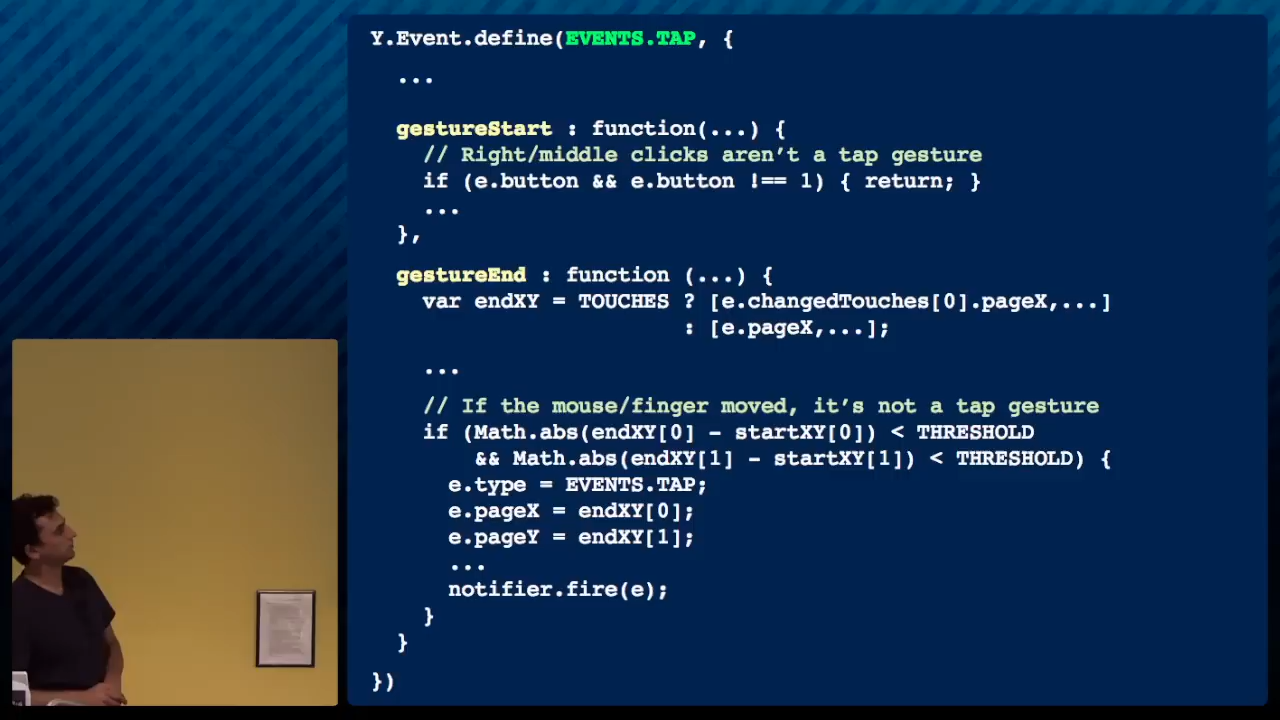 Y.Event.define(EVENTS.TAP, {
...
gestureStart : function(...) {
// Right/middle clicks aren’t a tap gesture
if (e.button && e.button !== 1) { return; }
...
},
gestureEnd : function (...) {
var endXY = TOUCHES ? [e.changedTouches[0].pageX,...]
: [e.pageX,...];
...
// If the mouse/finger moved, it’s not a tap gesture
if (Math.abs(endXY[0] – startXY[0]) < THRESHOLD
&& Math.abs(endXY[1] – startXY[1]) < THRESHOLD) {
e.type = EVENTS.TAP;
e.pageX = endXY[0];
e.pageY = endXY[1];
...
notifier.fire(e);
}
}
})